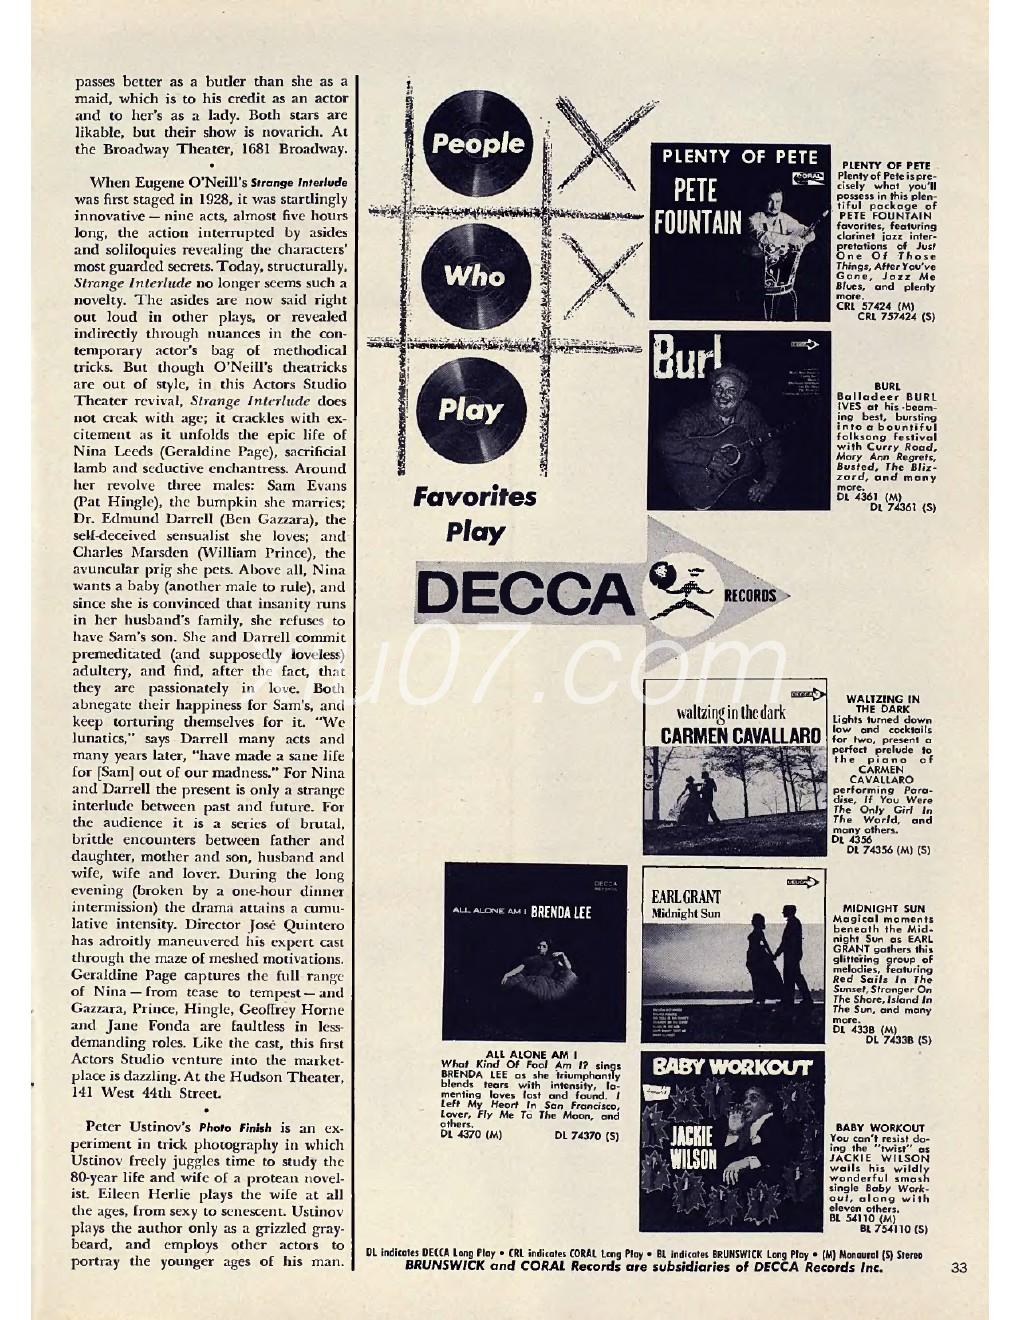 passes better as a butler than she as a
maid, which is to his credit as an actor
and to her's as a lady. Both stars are
likable, but their show is novarich. At
the Broadway Theater, 1681 Broadway.
•
When Eugene O'Neill's Strange Interlude
was first staged in 1928, it was startlingly
innovative — nine acts, almost five hours
long, the action interrupted by asides
and soliloquies revealing the characters'
most guarded secrets. Today, structurally,
Strange Interlude no longer seems such a
novelty. The asides are now said right
out loud in other plays, or revealed
indirectly through nuances in the con-
temporary actor's bag of methodical
tricks. But though O'Neill's theatricks
are out of style, in this Actors Studio
Theater revival, Strange Interlude does
not creak with age; it crackles with ex-
citement as it unfolds the epic life of
Nina Leeds (Geraldine Page), sacrificial
lamb and seductive enchantress. Around
her revolve three males: Sam Evans
(Pat Hingle), the bumpkin she marries;
Dr. Edmund Darrell (Ben Gazzara), the
self-deceived sensualist she loves; and
Charles Marsden (William Prince), the
avuncular prig she pets. Above all, Nina
wants a baby (another male to rule), and
since she is convinced that insanity runs
in her husband's family, she refuses to
have Sam's son. She and Darrell commit
premeditated (and supposedly loveless)
adultery, and find, after the fact, that
they are passionately in love. Both
abnegate their happiness for Sam's, and
keep torturing themselves for it. "We
lunatics," says Darrell many acts and
many years later, "have made a sane life
for [Sam] out of our madness." For Nina
and Darrell the present is only a strange
interlude between past and future. For
the audience it is a series of brutal,
brittle encounters between father and
daughter, mother and son, husband and
wife, wife and lover. During the long
evening (broken by a one-hour dinner
intermission) the drama attains a cumu-
lative intensity. Director José Quintero
has adroitly maneuvered his expert cast
through the maze of meshed motivations.
Geraldine Page captures the full range
of Nina — from tease to tempest — and
Gazzara, Prince, Hingle, Geoffrey Horne
and Jane Fonda are faultless in less-
demanding roles. Like the cast, this first
Actors Studio venture into the market-
place is dazzling. At the Hudson Theater,
141 West 44th Street.
•
Peter Ustinov's Photo Finish is an ex-
periment in trick photography in which
Ustinov freely juggles time to study the
80-year life and wife of a protean novel-
ist. Eileen Herlie plays the wife at all
the ages, from sexy to senescent. Ustinov
plays the author only as a grizzled gray-
beard, and employs other actors to
portray the younger ages of his man.
People
Who
Play
Favorites
Play
DECCA
RECORDS
PLENTY OF PETE
PETE
FOUNTAIN
CORAL
PLENTY OF PETE
Plenty of Pete is pre-
cisely what you'll
possess in this plen-
tiful package of
PETE FOUNTAIN
favorites, featuring
clarinet jazz inter-
pretations of Just
One Of Those
Things, After You've
Gone, Jazz Me
Blues, and plenty
more.
CRL 57424 (M)
CRL 757424 (S)
Burl
BURL
Balladeer BURL
IVES at his beam-
ing best, bursting
into a bountiful
folksong festival
with Curry Road,
Mary Ann Regrets,
Busted, The Bliz-
zard, and many
more.
DL 4361 (M)
DL 74361 (S)
xiu07.com
waltzing in the dark
CARMEN CAVALLARO
WALTZING IN
THE DARK
Lights turned down
low and cocktails
for two, present a
perfect prelude to
the piano of
CARMEN
CAVALLARO
performing Para-
dise, If You Were
The Only Girl In
The World, and
many others.
DL 4356
DL 74356 (M) (S)
DECCA
ALL ALONE AM I BRENDA LEE
ALL ALONE AM I
What Kind Of Fool Am I? sings
BRENDA LEE as she triumphantly
blends tears with intensity, la-
menting loves lost and found. I
Left My Heart In San Francisco,
Lover, Fly Me To The Moon, and
others.
DL 4370 (M) DL 74370 (S)
EARL GRANT
Midnight Sun
MIDNIGHT SUN
Magical moments
beneath the Mid-
night Sun as EARL
GRANT gathers this
glittering group of
melodies, featuring
Red Sails In The
Sunset, Stranger On
The Shore, Island In
The Sun, and many
more.
DL 4338 (M)
DL 74338 (S)
BABY WORKOUT
JACKIE
WILSON
BABY WORKOUT
You can't resist do-
ing the "twist" as
JACKIE WILSON
wails his wildly
wonderful smash
single Baby Work-
out, along with
eleven others.
BL 54110 (M)
BL 754110 (S)
DL indicates DECCA Long Play • CRL indicates CORAL Long Play • BL indicates BRUNSWICK Long Play • (M) Monaural (S) Stereo
BRUNSWICK and CORAL Records are subsidiaries of DECCA Records Inc.
33